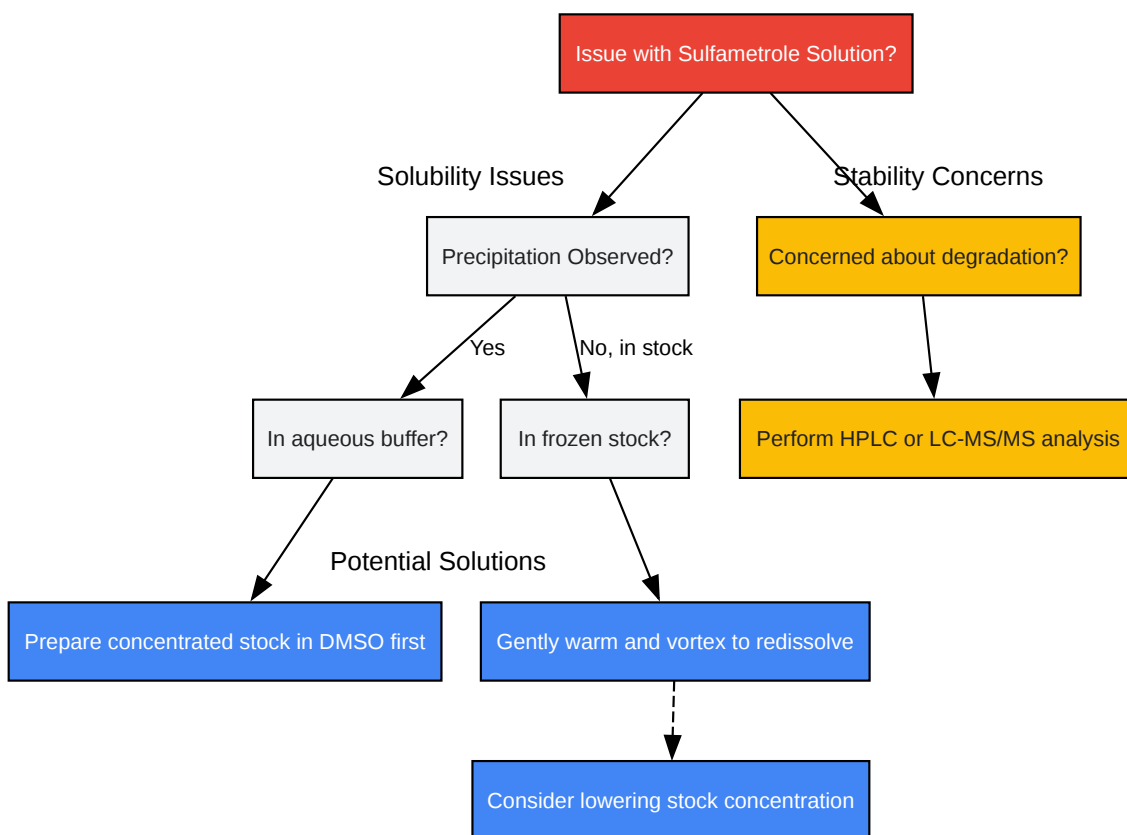 Issue with Sulfametrole Solution?
Solubility Issues
Stability Concerns
Precipitation Observed?
Concerned about degradation?
Yes
No, in stock
In aqueous buffer?
In frozen stock?
Perform HPLC or LC-MS/MS analysis
Potential Solutions
Prepare concentrated stock in DMSO first
Gently warm and vortex to redissolve
Consider lowering stock concentration